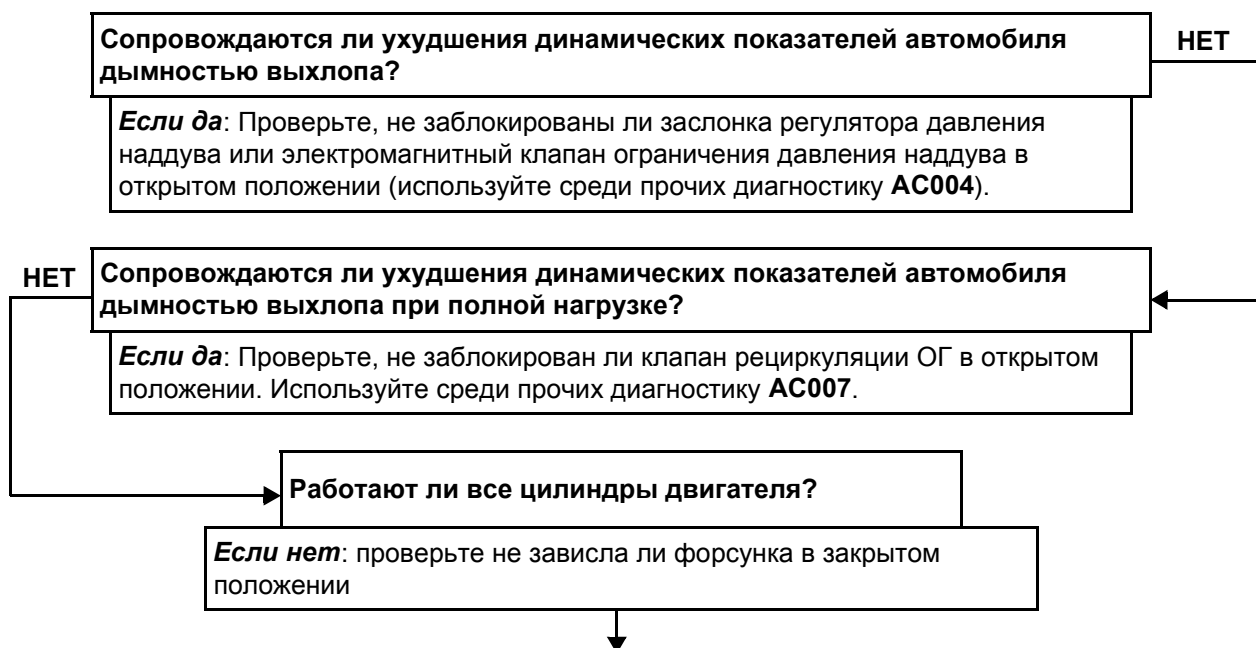 Сопровождаются ли ухудшения динамических показателей автомобиля
дымностью выхлопа?
НЕТ
Если да: Проверьте, не заблокированы ли заслонка регулятора давления
наддува или электромагнитный клапан ограничения давления наддува в
открытом положении (используйте среди прочих диагностику AC004).
НЕТ
Сопровождаются ли ухудшения динамических показателей автомобиля
дымностью выхлопа при полной нагрузке?
Если да: Проверьте, не заблокирован ли клапан рециркуляции ОГ в открытом
положении. Используйте среди прочих диагностику AC007.
Работают ли все цилиндры двигателя?
Если нет: проверьте не зависла ли форсунка в закрытом
положении